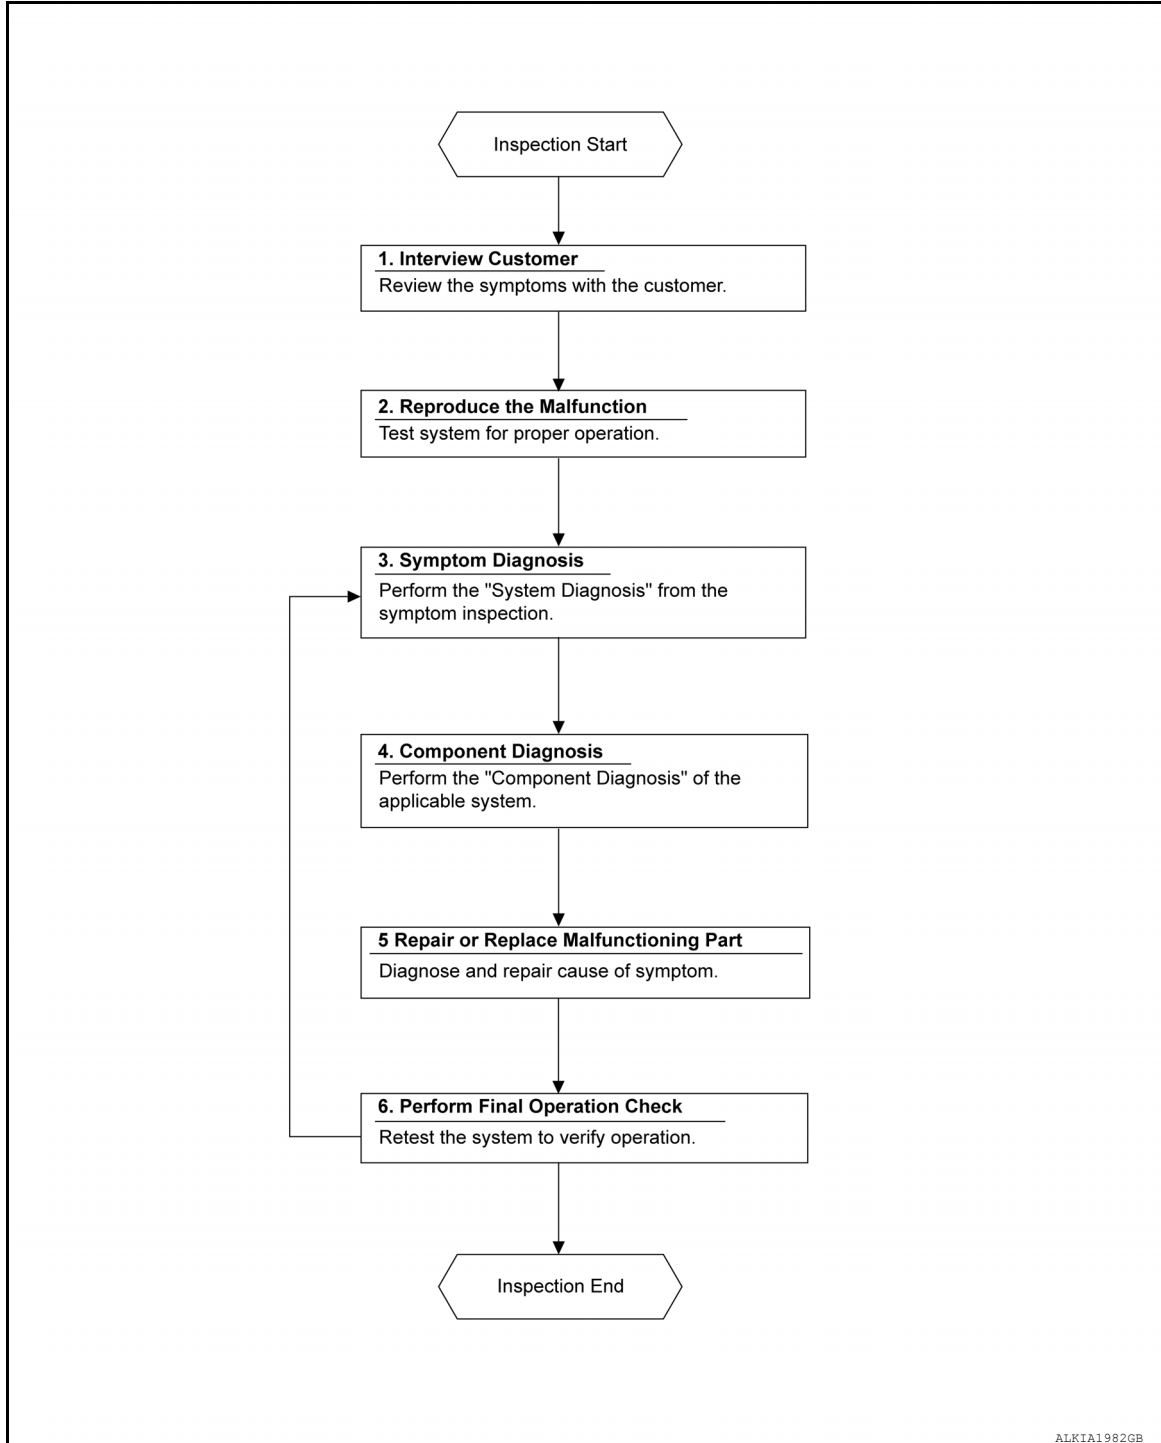 Inspection Start
1. Interview Customer
Review the symptoms with the customer.
2. Reproduce the Malfunction
Test system for proper operation.
3. Symptom Diagnosis
Perform the "System Diagnosis" from the
symptom inspection.
4. Component Diagnosis
Perform the "Component Diagnosis" of the
applicable system.
5 Repair or Replace Malfunctioning Part
Diagnose and repair cause of symptom.
6. Perform Final Operation Check
Retest the system to verify operation.
Inspection End
ALKIA1982GB